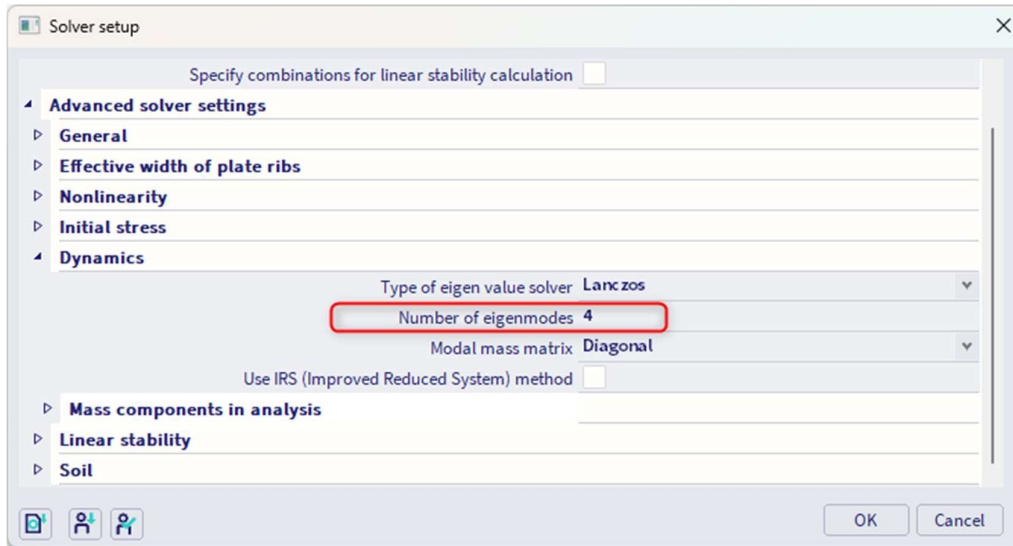 Solver setup
Specify combinations for linear stability calculation
Advanced solver settings
General
Effective width of plate ribs
Nonlinearity
Initial stress
Dynamics
Type of eigen value solver Lanczos
Number of eigenmodes 4
Modal mass matrix Diagonal
Use IRS (Improved Reduced System) method
Mass components in analysis
Linear stability
Soil
OK Cancel